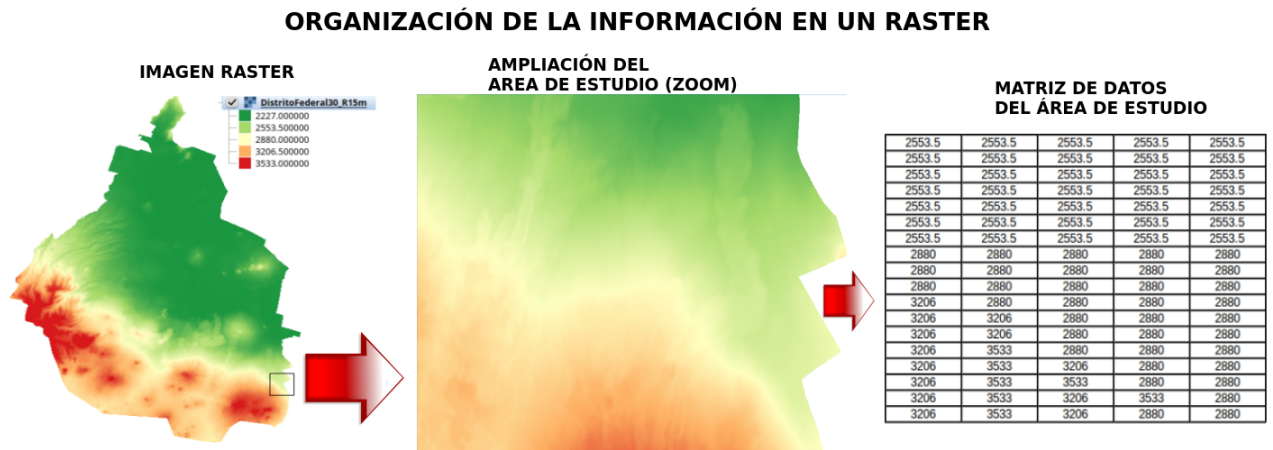 ORGANIZACIÓN DE LA INFORMACIÓN EN UN RASTER
IMAGEN RASTER
DistritoFederal30_R15m
2227.000000
2553.500000
2880.000000
3206.500000
3533.000000
AMPLIACIÓN DEL
AREA DE ESTUDIO (ZOOM)
MATRIZ DE DATOS
DEL ÁREA DE ESTUDIO
2553.5 2553.5 2553.5 2553.5 2553.5
2553.5 2553.5 2553.5 2553.5 2553.5
2553.5 2553.5 2553.5 2553.5 2553.5
2553.5 2553.5 2553.5 2553.5 2553.5
2553.5 2553.5 2553.5 2553.5 2553.5
2553.5 2553.5 2553.5 2553.5 2553.5
2553.5 2553.5 2553.5 2553.5 2553.5
2880 2880 2880 2880 2880
2880 2880 2880 2880 2880
2880 2880 2880 2880 2880
3206 2880 2880 2880 2880
3206 3206 2880 2880 2880
3206 3206 2880 2880 2880
3206 3533 2880 2880 2880
3206 3533 2880 2880 2880
3206 3533 3533 2880 2880
3206 3533 3206 3533 2880
3206 3533 3206 2880 2880